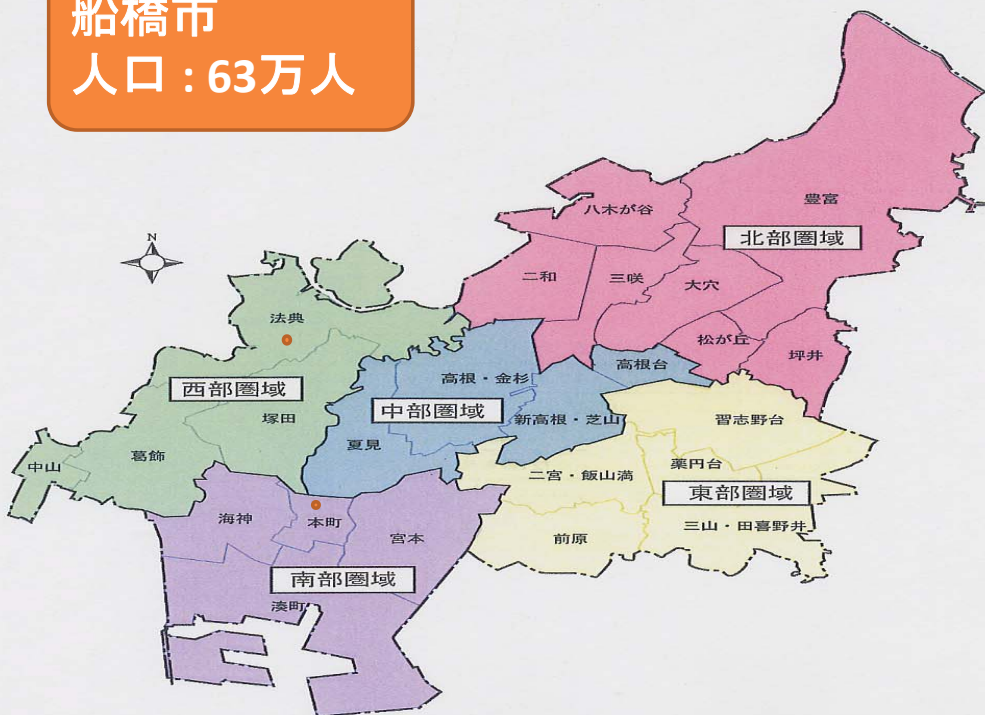 船橋市
人口:63万人
N
豊富
八木が谷
北部圏域
二和
三咲
大穴
法典
松が丘
坪井
高根台
高根・金杉
西部圏域
中部圏域
塚田
新高根・芝山
習志野台
夏見
葛飾
中山
薬円台
二宮・飯山満
東部圏域
海神
本町
三山・田喜野井
宮本
前原
南部圏域
湊町